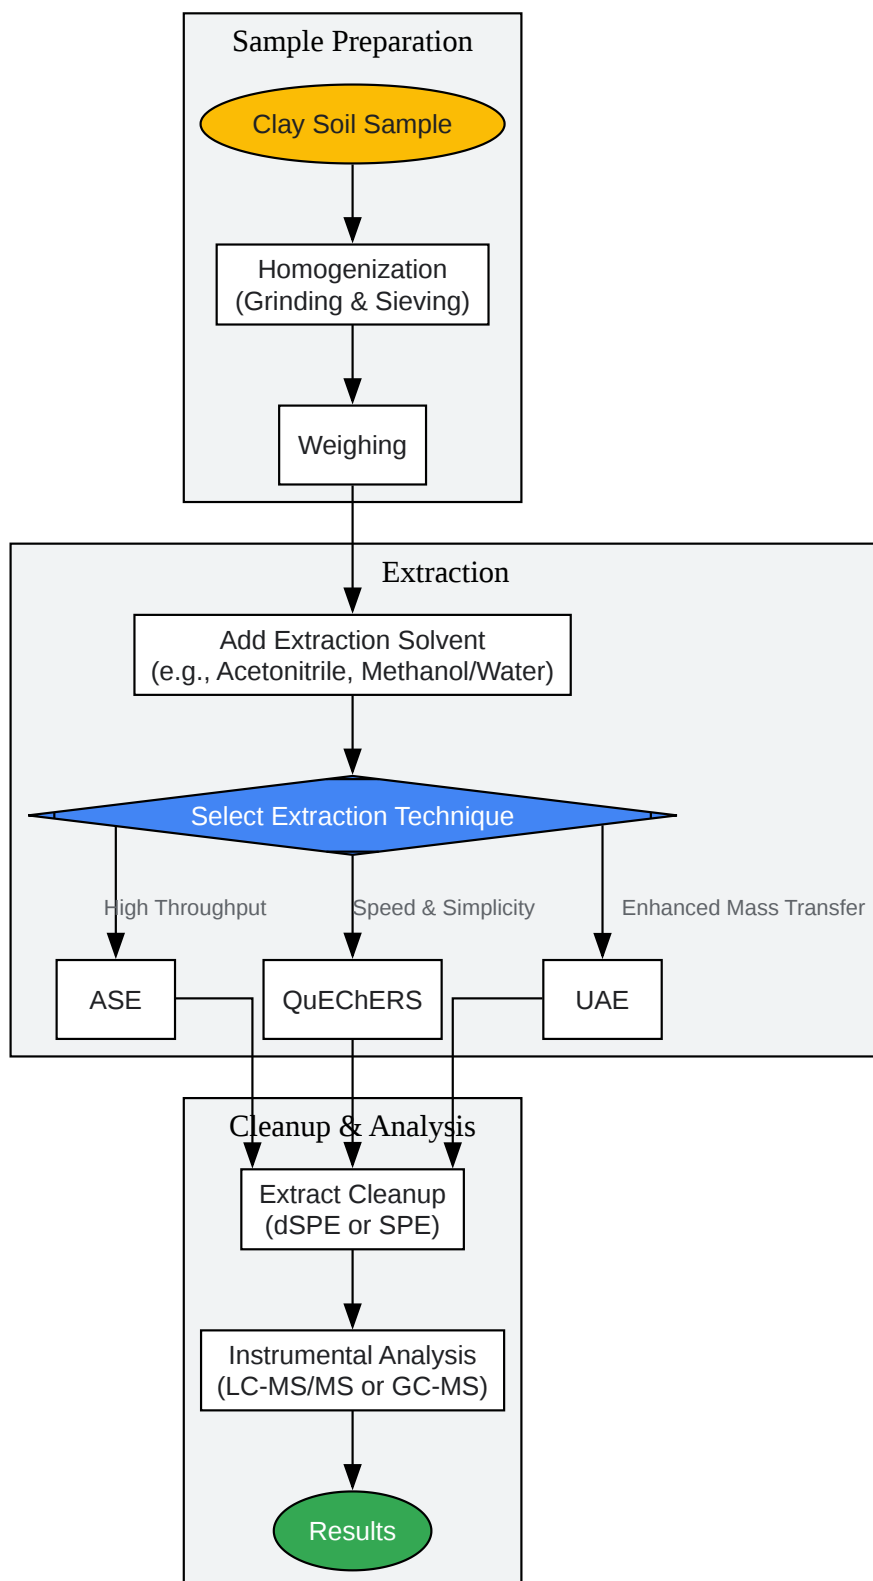 Sample Preparation
Clay Soil Sample
Homogenization
(Grinding & Sieving)
Weighing
Extraction
Add Extraction Solvent
(e.g., Acetonitrile, Methanol/Water)
Select Extraction Technique
High Throughput
Speed & Simplicity
Enhanced Mass Transfer
ASE
QuEChERS
UAE
Cleanup & Analysis
Extract Cleanup
(dSPE or SPE)
Instrumental Analysis
(LC-MS/MS or GC-MS)
Results